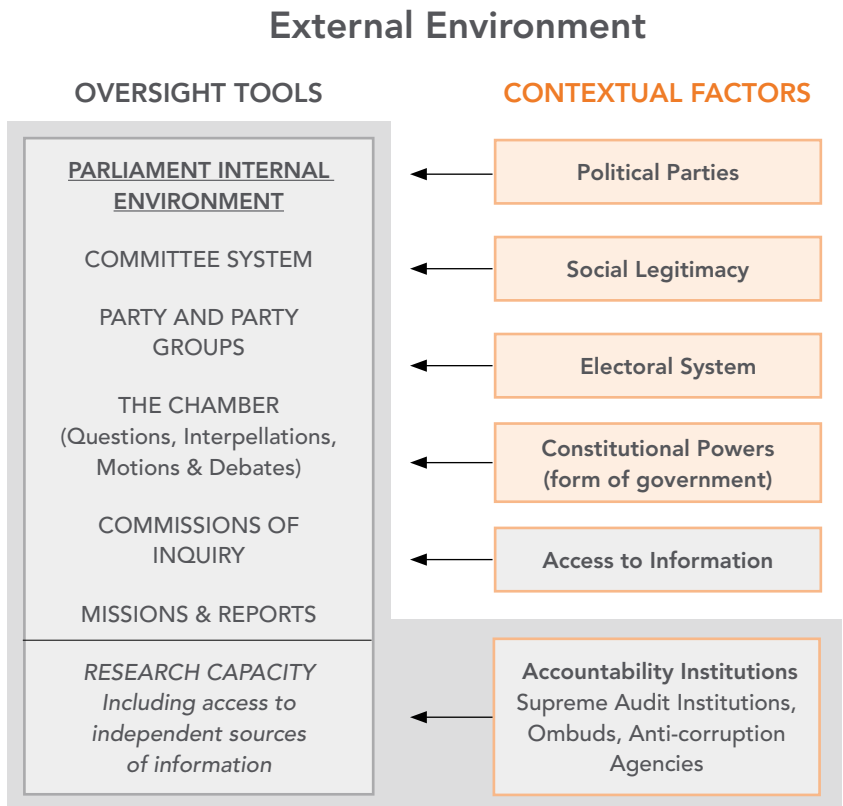 External Environment
OVERSIGHT TOOLS
PARLIAMENT INTERNAL
ENVIRONMENT
COMMITTEE SYSTEM
PARTY AND PARTY
GROUPS
THE CHAMBER
(Questions, Interpellations,
Motions & Debates)
COMMISSIONS OF
INQUIRY
MISSIONS & REPORTS
RESEARCH CAPACITY
Including access to
independent sources
of information
CONTEXTUAL FACTORS
Political Parties
Social Legitimacy
Electoral System
Constitutional Powers
(form of government)
Access to Information
Accountability Institutions
Supreme Audit Institutions,
Ombuds, Anti-corruption
Agencies